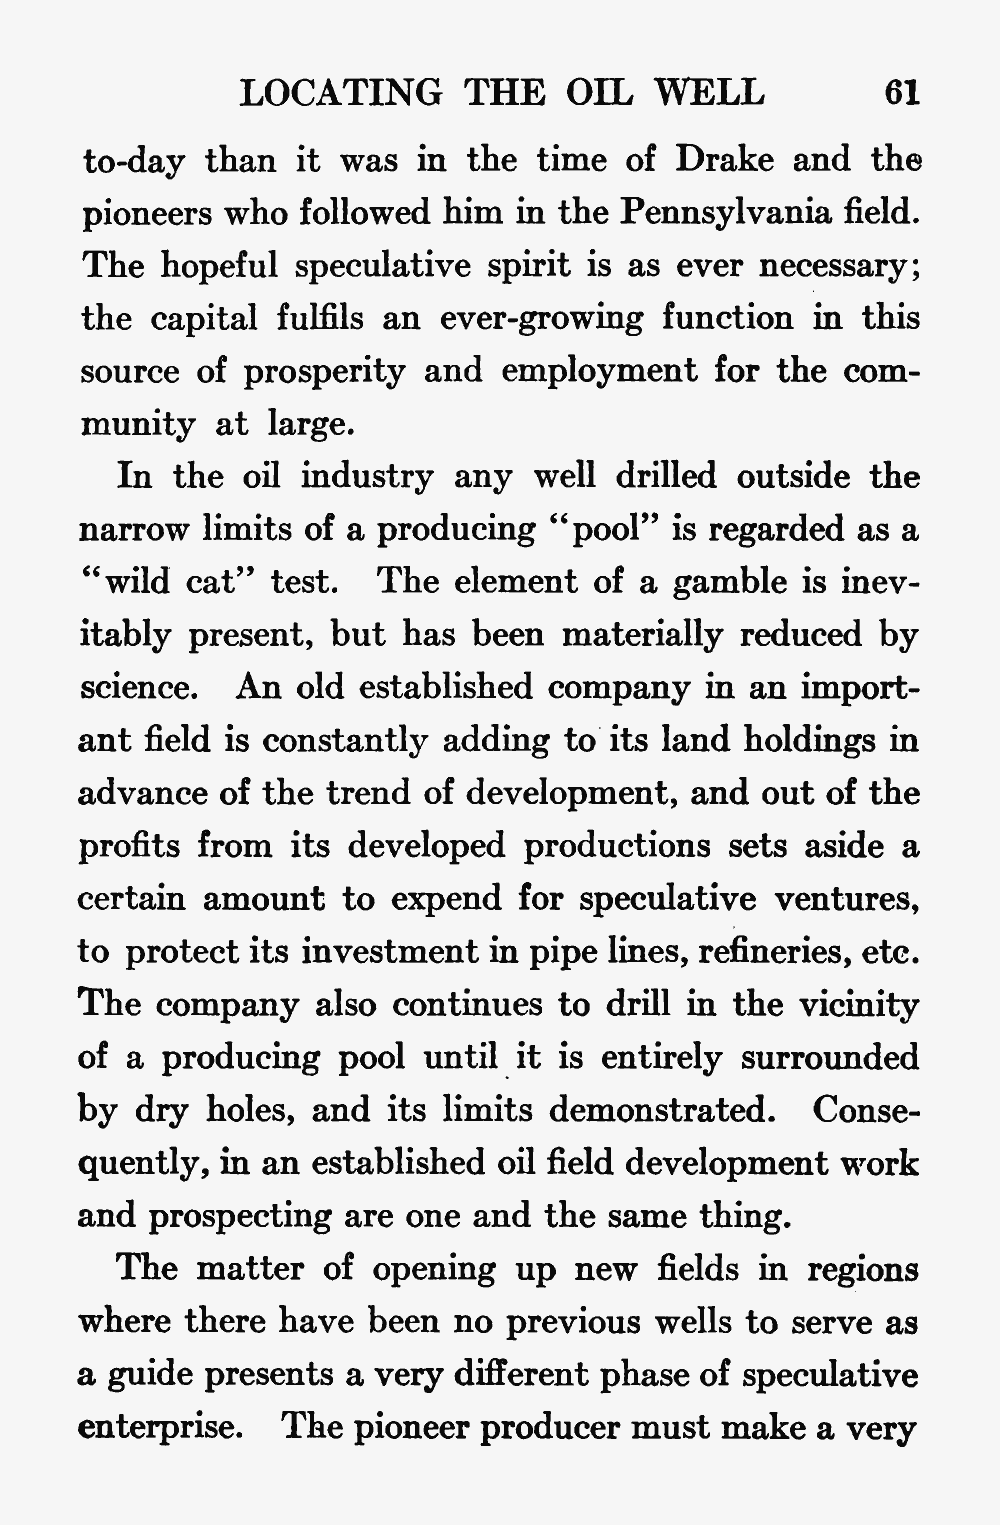 LOCATING THE OIL WELL 61
to-day than it was in the time of Drake and the
pioneers who followed him in the Pennsylvania field.
The hopeful speculative spirit is as ever necessary;
the capital fulfils an ever-growing function in this
source of prosperity and employment for the com-
munity at large.
In the oil industry any well drilled outside the
narrow limits of a producing “pool” is regarded as a
“wild cat” test. The element of a gamble is inev-
itably present, but has been materially reduced by
science. An old established company in an import-
ant field is constantly adding to its land holdings in
advance of the trend of development, and out of the
profits from its developed productions sets aside a
certain amount to expend for speculative ventures,
to protect its investment in pipe lines, refineries, etc.
The company also continues to drill in the vicinity
of a producing pool until it is entirely surrounded
by dry holes, and its limits demonstrated. Conse-
quently, in an established oil field development work
and prospecting are one and the same thing.
The matter of opening up new fields in regions
where there have been no previous wells to serve as
a guide presents a very different phase of speculative
enterprise. The pioneer producer must make a very